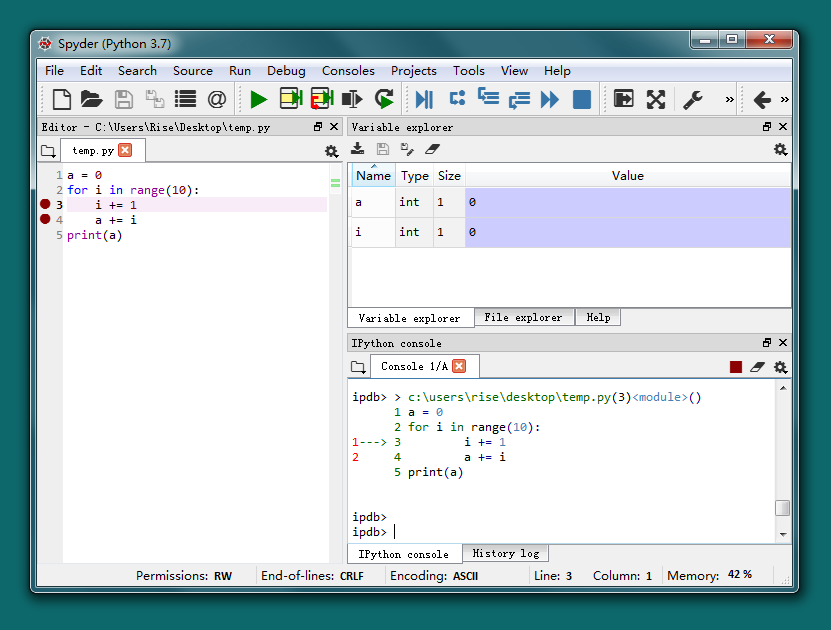 Spyder (Python 3.7)
File Edit Search Source Run Debug Consoles Projects Tools View Help
@ » »
Editor - C:\Users\Rise\Desktop\temp.py
temp.py
1 a = 0
2 for i in range(10):
3 i += 1
4 a += i
5 print(a)
Variable explorer
Name Type Size Value
a int 1 0
i int 1 0
Variable explorer File explorer Help
IPython console
Console 1/A
ipdb> > c:\users\rise\desktop\temp.py(3)<module>()
1 a = 0
2 for i in range(10):
1---> 3 i += 1
2 4 a += i
5 print(a)
ipdb>
ipdb>
IPython console History log
Permissions: RW End-of-lines: CRLF Encoding: ASCII Line: 3 Column: 1 Memory: 42 %